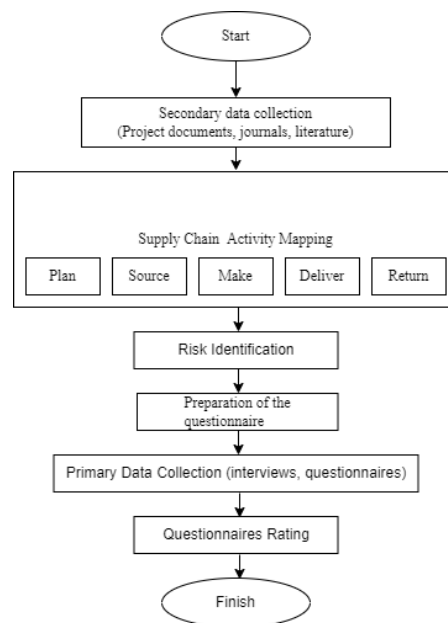 Start
Secondary data collection
(Project documents, journals, literature)
Supply Chain Activity Mapping
Plan
Source
Make
Deliver
Return
Risk Identification
Preparation of the
questionnaire
Primary Data Collection (interviews, questionnaires)
Questionnaires Rating
Finish